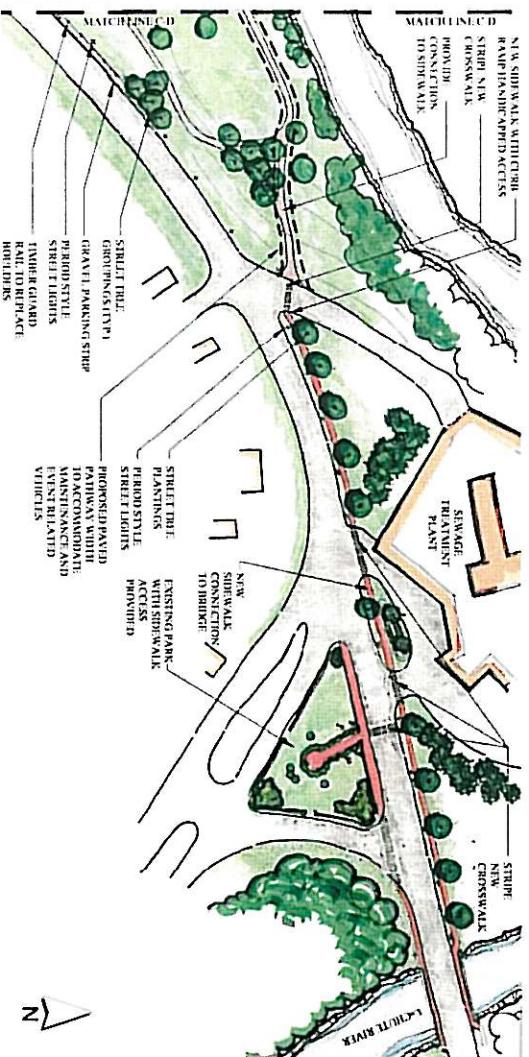 MATCHLINE C-D
MATCHLINE C-D
NEW SIDEWALK WITH CURB
RAMP HANDICAPPED ACCESS
STRIPE NEW
CROSSWALK
PROVIDE
CONNECTION
TO SIDEWALK
STREET TREE
GROUPINGS (TYP.)
GRAVEL PARKING STRIP
PERIOD STYLE
STREET LIGHTS
TIMBER GUARD
RAIL TO REPLACE
BOULDERS
SEWAGE
TREATMENT
PLANT
STREET TREE
PLANTINGS
PERIOD STYLE
STREET LIGHTS
PROPOSED PAVED
PATHWAY WIDTH
TO ACCOMMODATE
MAINTENANCE AND
EVENT RELATED
VEHICLES
NEW
SIDEWALK
CONNECTION
TO BRIDGE
EXISTING PARK
WITH SIDEWALK
ACCESS
PROVIDED
STRIPE
NEW
CROSSWALK
LACHUTE RIVER
N